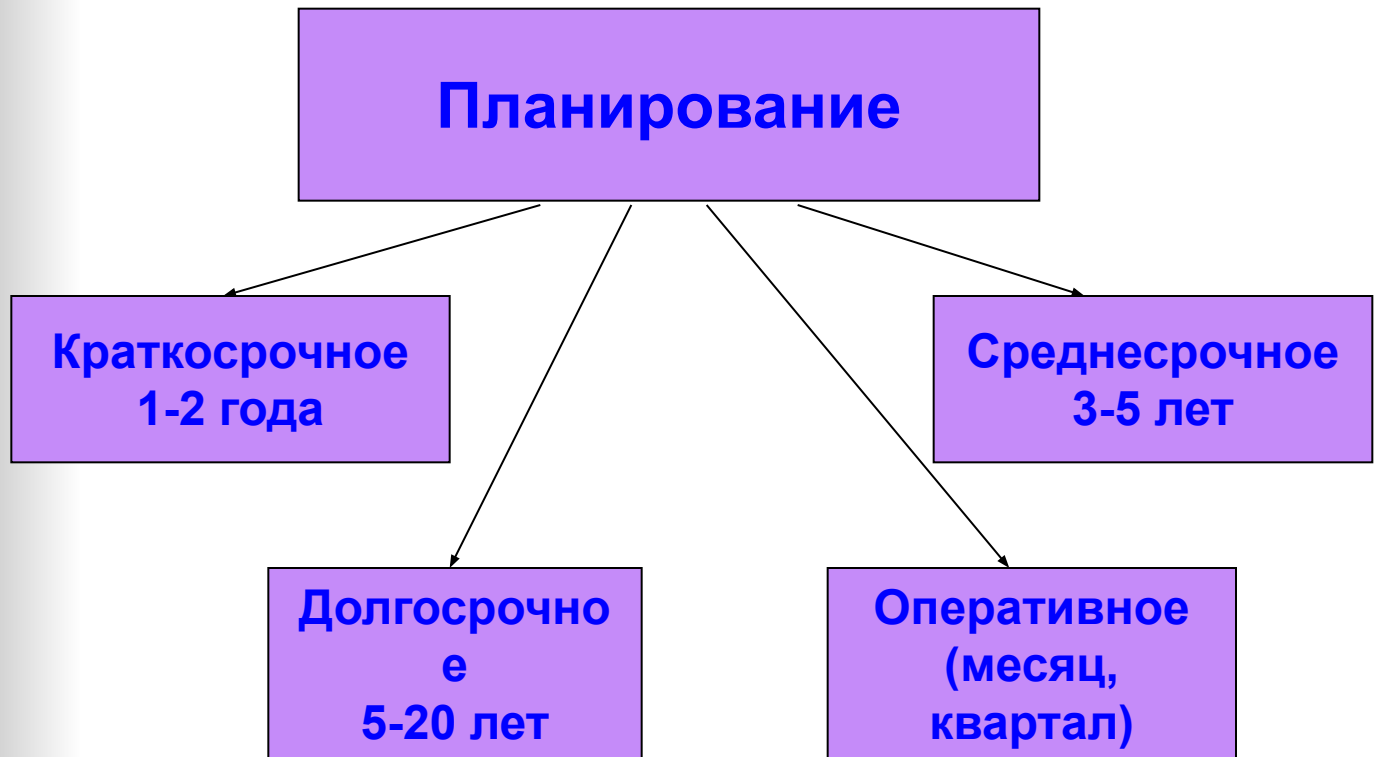 Планирование
Краткосрочное
1-2 года
Среднесрочное
3-5 лет
Долгосрочно
е
5-20 лет
Оперативное
(месяц,
квартал)